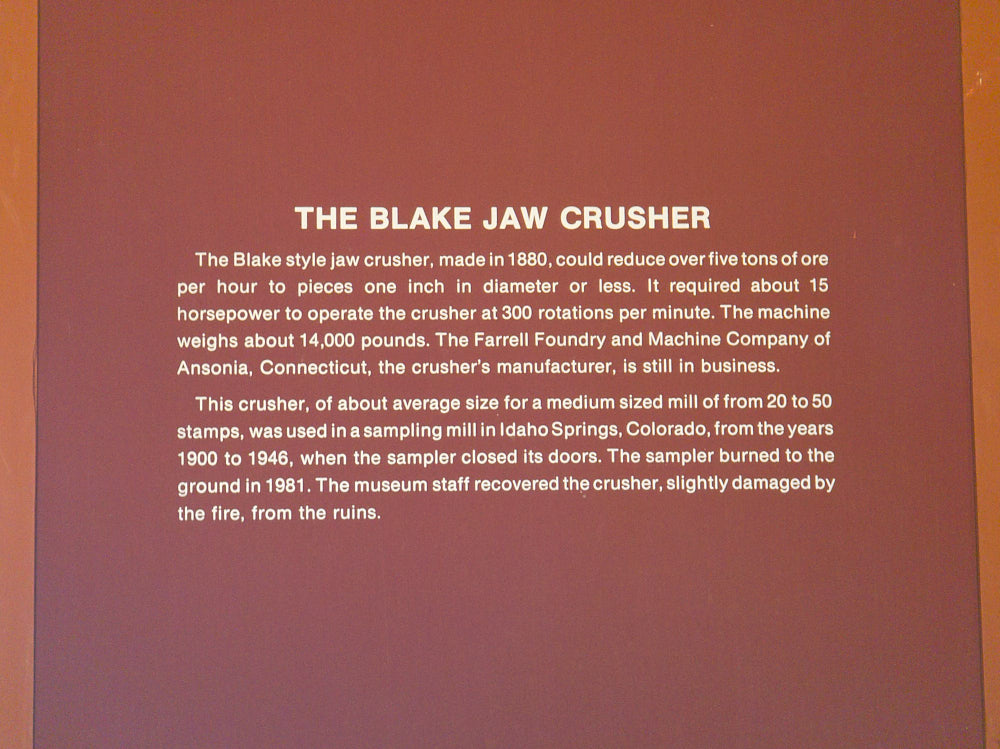 THE BLAKE JAW CRUSHER
The Blake style jaw crusher, made in 1880, could reduce over five tons of ore
per hour to pieces one inch in diameter or less. It required about 15
horsepower to operate the crusher at 300 rotations per minute. The machine
weighs about 14,000 pounds. The Farrell Foundry and Machine Company of
Ansonia, Connecticut, the crusher's manufacturer, is still in business.
This crusher, of about average size for a medium sized mill of from 20 to 50
stamps, was used in a sampling mill in Idaho Springs, Colorado, from the years
1900 to 1946, when the sampler closed its doors. The sampler burned to the
ground in 1981. The museum staff recovered the crusher, slightly damaged by
the fire, from the ruins.